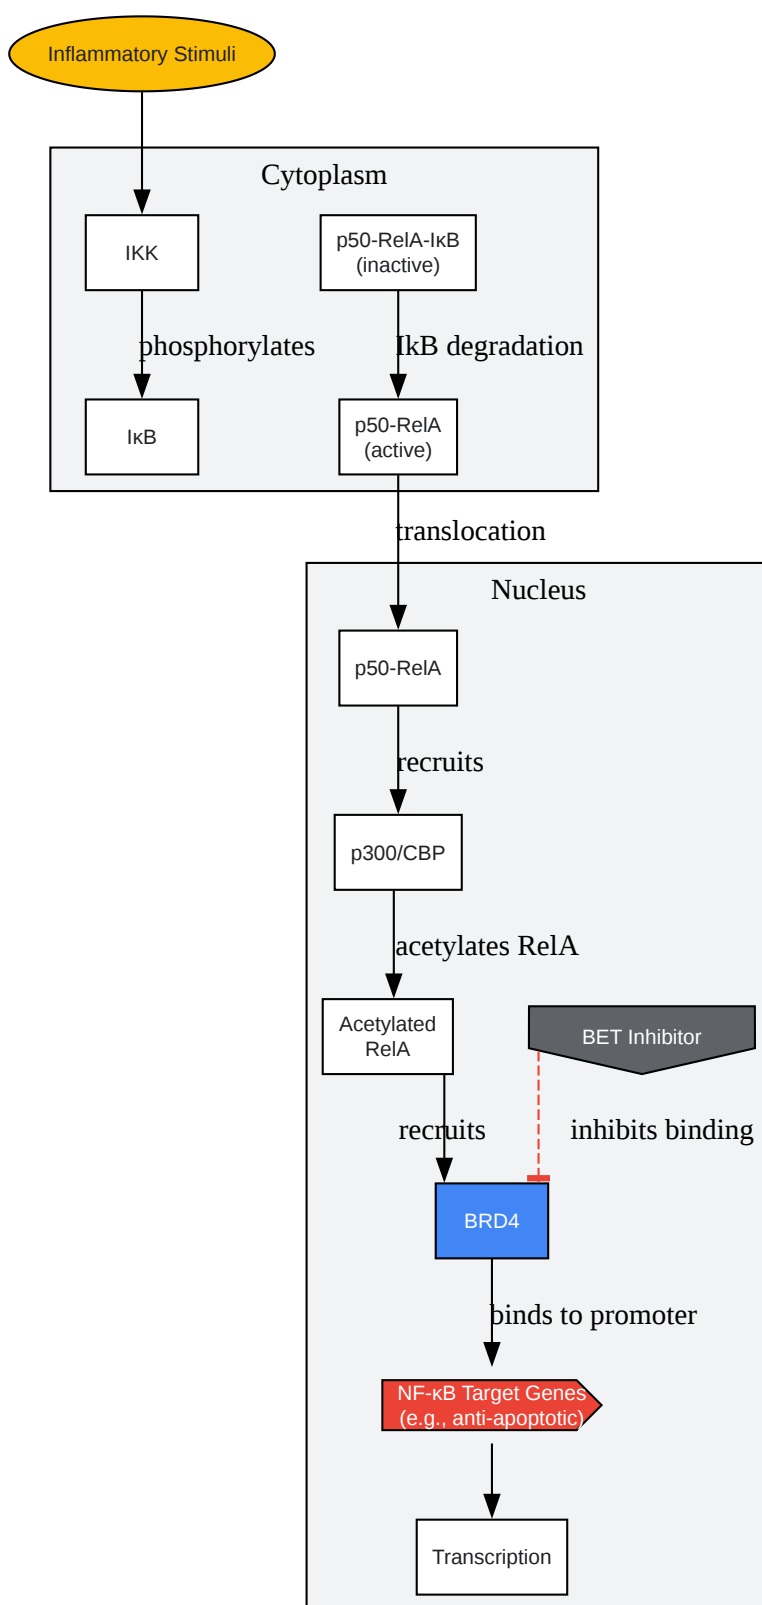 Inflammatory Stimuli
Cytoplasm
IKK
p50-RelA-IκB
(inactive)
phosphorylates
IkB degradation
IκB
p50-RelA
(active)
translocation
Nucleus
p50-RelA
recruits
p300/CBP
acetylates RelA
Acetylated
RelA
BET Inhibitor
recruits
inhibits binding
BRD4
binds to promoter
NF-κB Target Genes
(e.g., anti-apoptotic)
Transcription